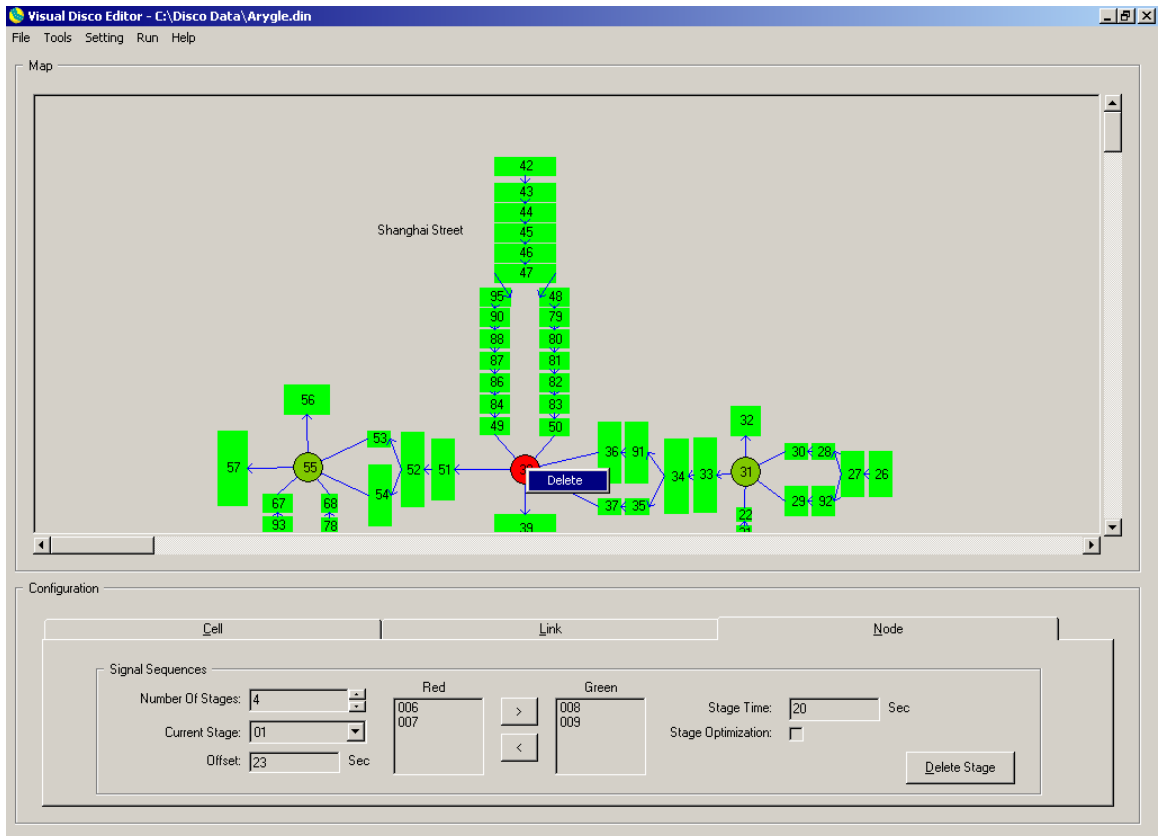 Visual Disco Editor - C:\Disco Data\Arygle.din
File Tools Setting Run Help
Map
42
43
44
Shanghai Street 45
46
47
95 48
90 79
88 80
87 81
86 82
84 83
49 50
56 32
53 36 91 30 28
57 55 52 51 34 33 31 27 26
Delete
54 37 35 29 92
67 68 22
93 78 39
Configuration
Cell Link Node
Signal Sequences
Red Green
Number Of Stages: 4
006 008
007 009
> <
Stage Time: 20 Sec
Current Stage: 01
Stage Optimization:
Offset: 23 Sec
Delete Stage